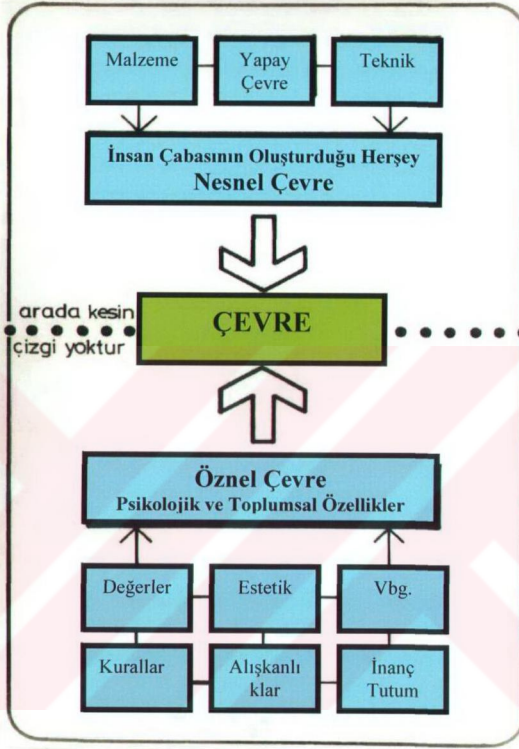 Malzeme
Yapay
Çevre
Teknik
İnsan Çabasının Oluşturduğu Herşey
Nesnel Çevre
arada kesin
çizgi yoktur
ÇEVRE
Öznel Çevre
Psikolojik ve Toplumsal Özellikler
Değerler
Estetik
Vbg.
Kurallar
Alışkanlı
klar
İnanç
Tutum